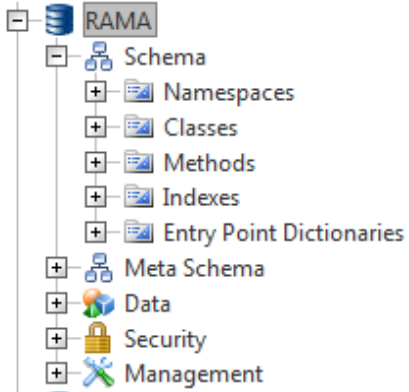 RAMA
Schema
Namespaces
Classes
Methods
Indexes
Entry Point Dictionaries
Meta Schema
Data
Security
Management